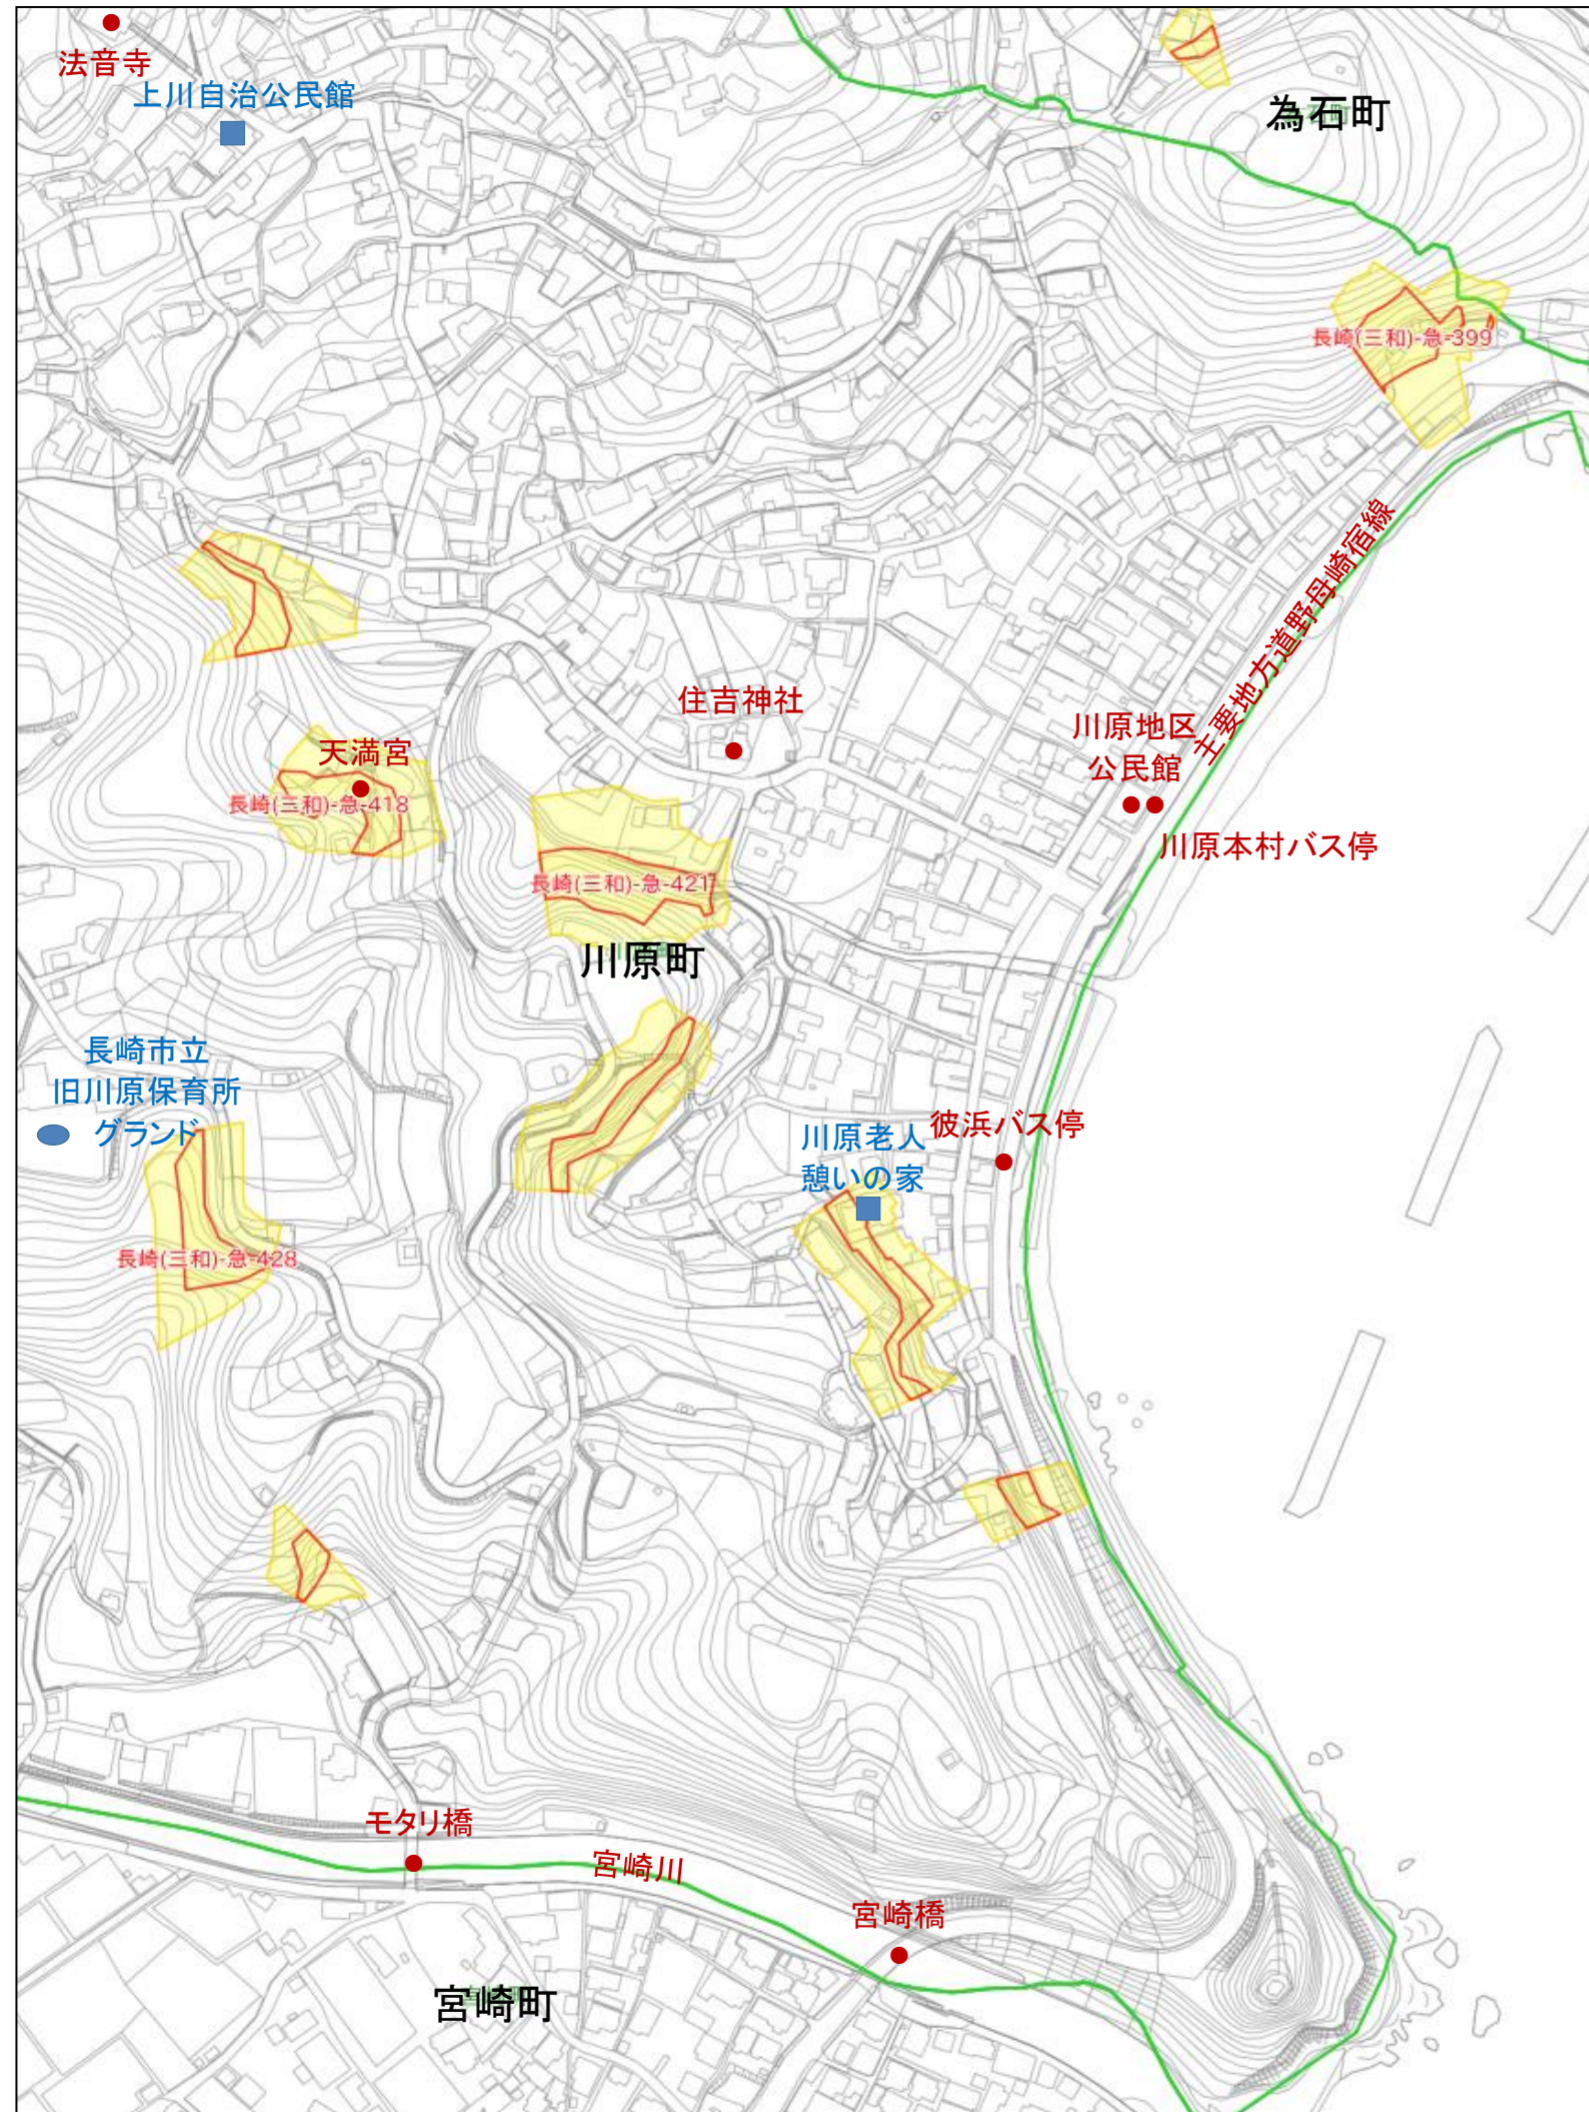 法音寺
上川自治公民館
為石町
長崎(三和)-急-399
主要地方道野母崎宿線
住吉神社
川原地区
公民館
天満宮
長崎(三和)-急-418
川原本村バス停
長崎(三和)-急-421
川原町
長崎市立
旧川原保育所
グランド
川原老人
憩いの家
彼浜バス停
長崎(三和)-急-428
モタリ橋
宮崎川
宮崎橋
宮崎町